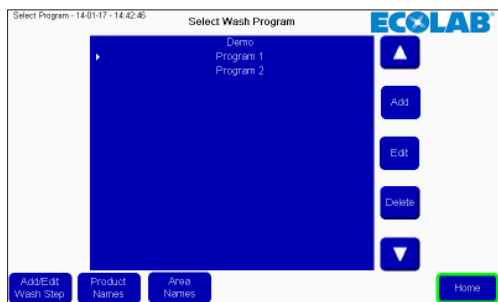 Select Program - 14-01-17 - 14:42:46
Select Wash Program
ECOLAB
Demo
Program 1
Program 2
Add
Edit
Delete
Add/Edit
Wash Step
Product
Names
Area
Names
Home